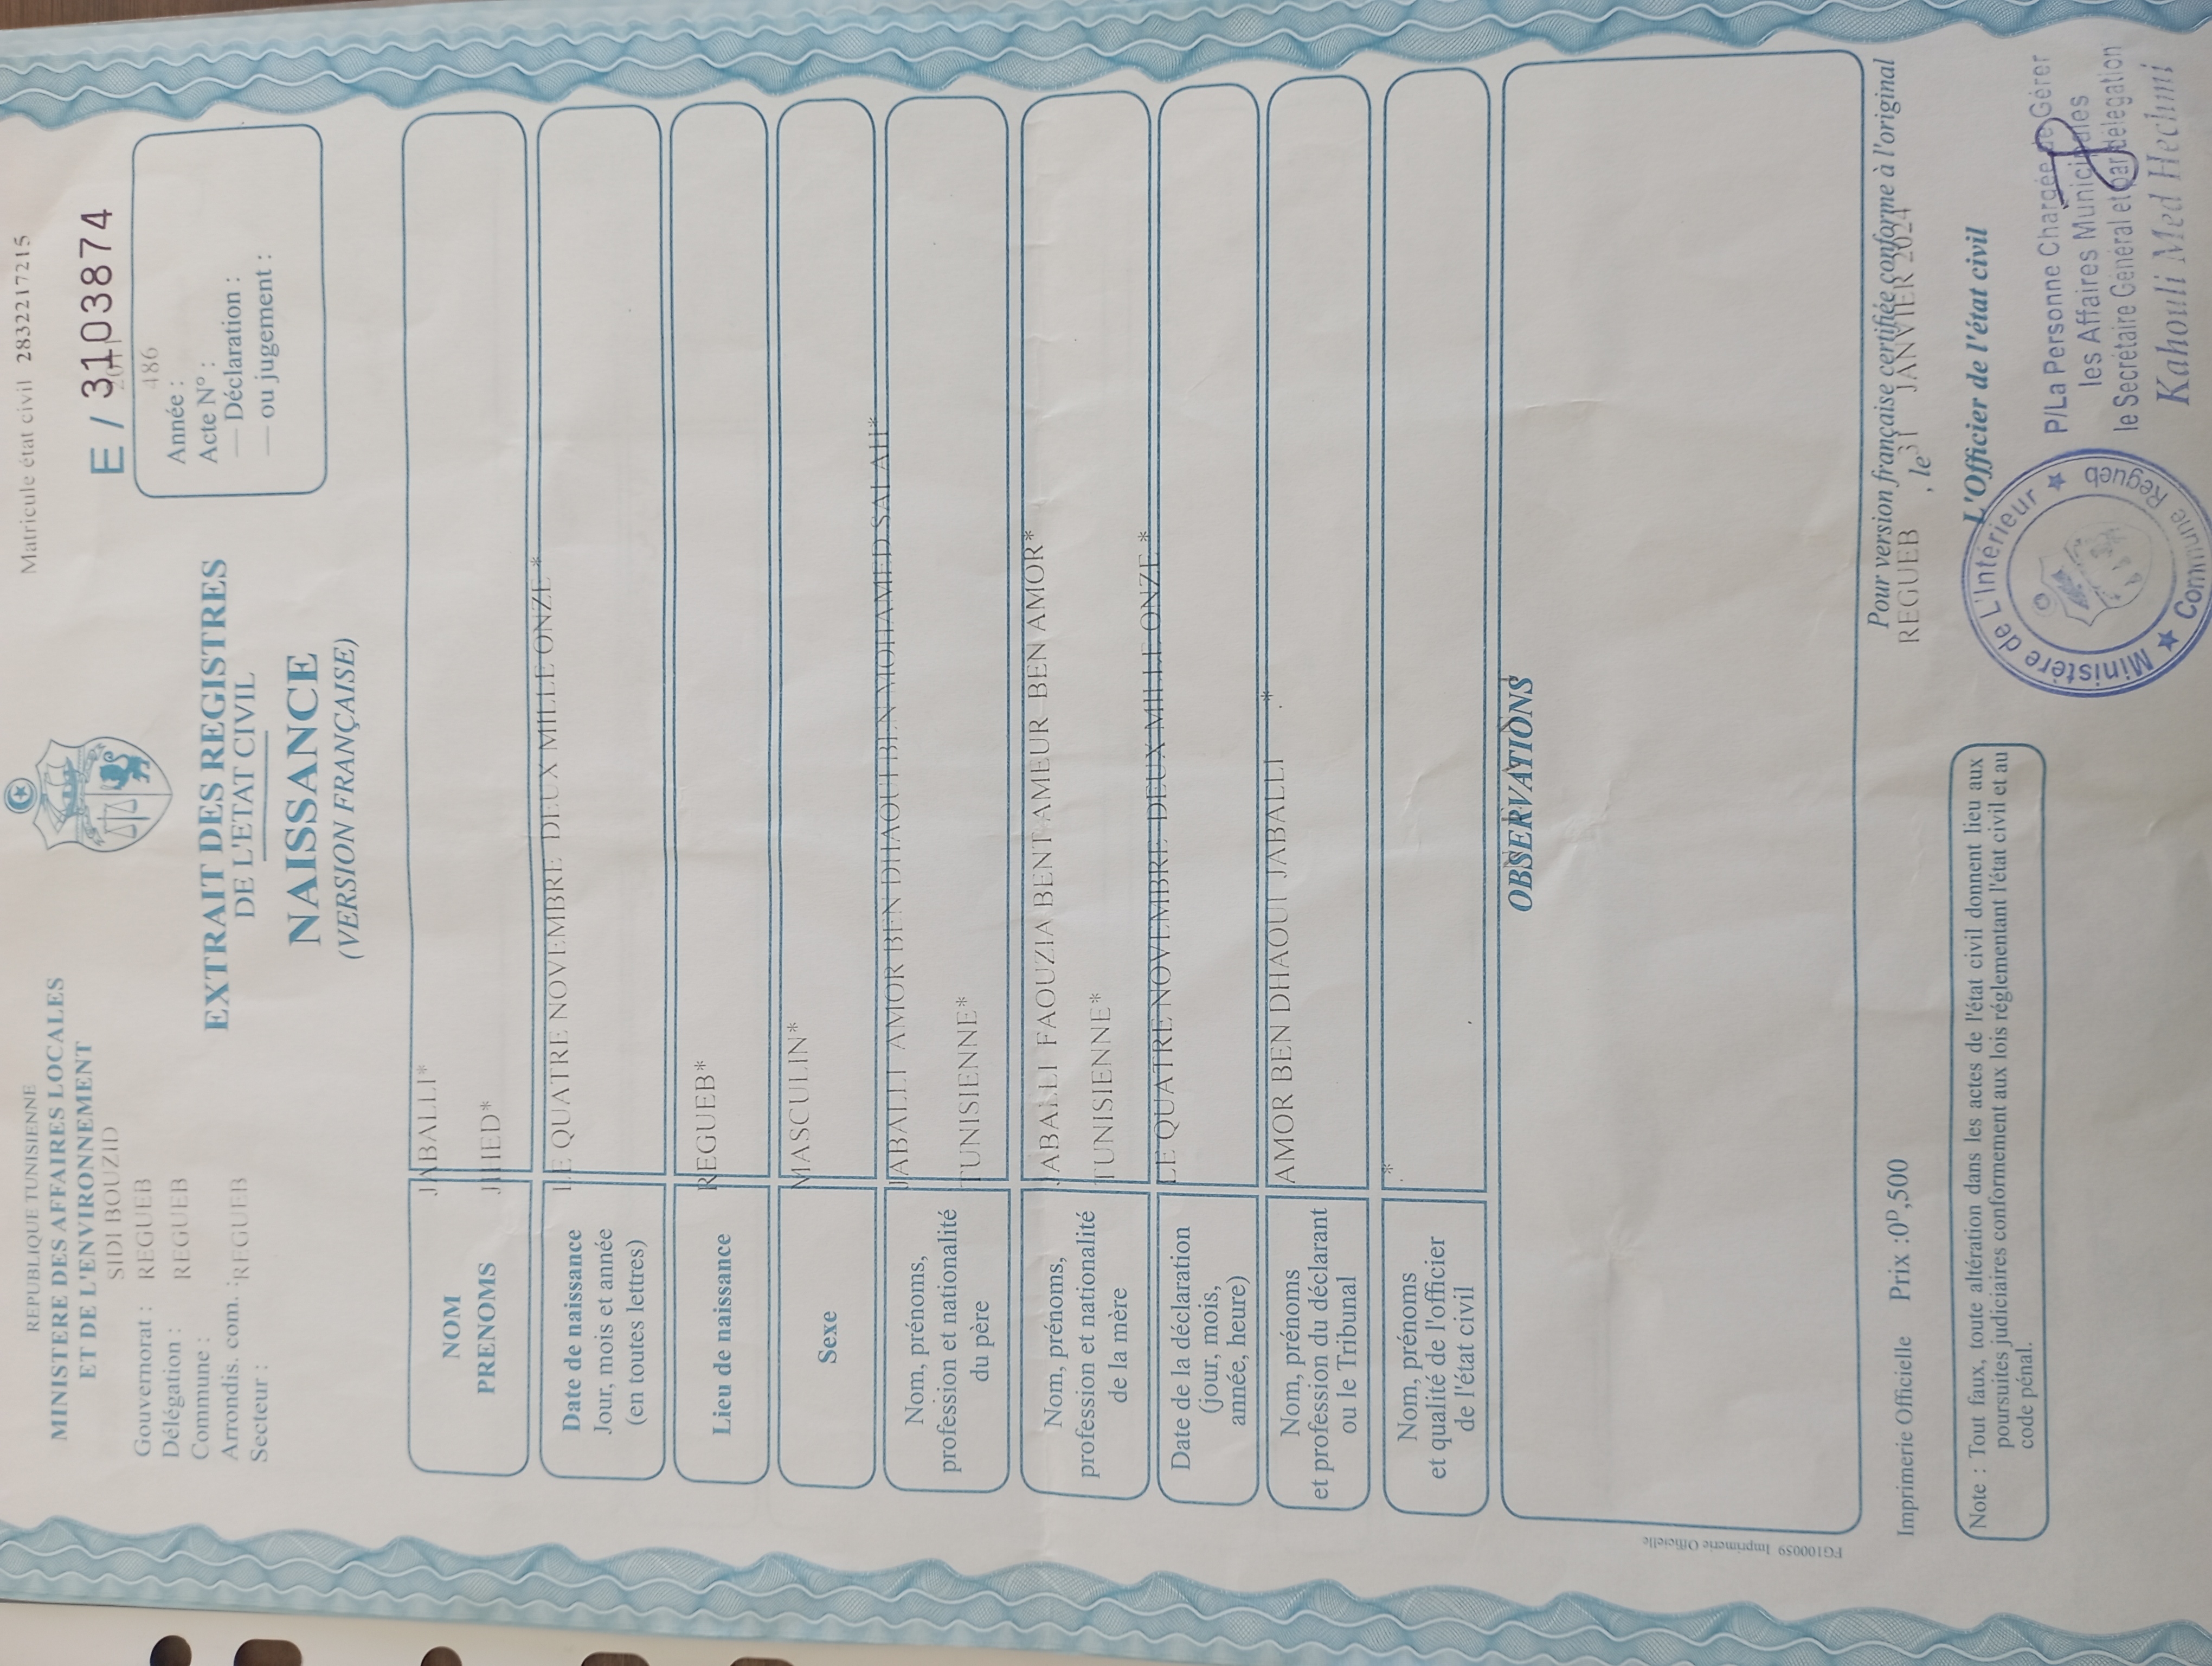 Matricule état civil 2832217215
REPUBLIQUE TUNISIENNE
MINISTERE DES AFFAIRES LOCALES
ET DE L'ENVIRONNEMENT
SIDI BOUZID
Gouvernorat : REGUEB
Délégation : REGUEB
Commune :
Arrondis. com. : REGUEB
Secteur :
E / 3103874
486
Année :
Acte N° :
— Déclaration :
— ou jugement :
EXTRAIT DES REGISTRES
DE L'ETAT CIVIL
NAISSANCE
(VERSION FRANÇAISE)
NOM JABALLI*
PRENOMS
Date de naissance LE QUATRE NOVEMBRE DEUX MILLE ONZE *
Jour, mois et année
(en toutes lettres)
Lieu de naissance REGUEB*
Sexe MASCULIN*
Nom, prénoms, JABALLI AMOR BEN DHAOUI BEN MOHAMED SALAH*
profession et nationalité TUNISIENNE*
du père
Nom, prénoms, JABALLI FAOUZIA BENT AMEUR BEN AMOR*
profession et nationalité TUNISIENNE*
de la mère
Date de la déclaration LE QUATRE NOVEMBRE DEUX MILLE ONZE *
(jour, mois,
année, heure)
Nom, prénoms AMOR BEN DHAOUI JABALLI .*
et profession du déclarant
ou le Tribunal
Nom, prénoms .*
et qualité de l'officier
de l'état civil
OBSERVATIONS
FG100059 Imprimerie Officielle
Imprimerie Officielle Prix :0D,500
Pour version française certifiée conforme à l'original
REGUEB , le 31 JANVIER 2024
L'Officier de l'état civil
Note : Tout faux, toute altération dans les actes de l'état civil donnent lieu aux
poursuites judiciaires conformement aux lois réglementant l'état civil et au
code pénal.
Ministère de L'Intérieur ★ Commune Regueb ★
P/La Personne Chargée de Gérer
les Affaires Municipales
le Secrétaire Général et par délégation
Kahouli Med Hechmi